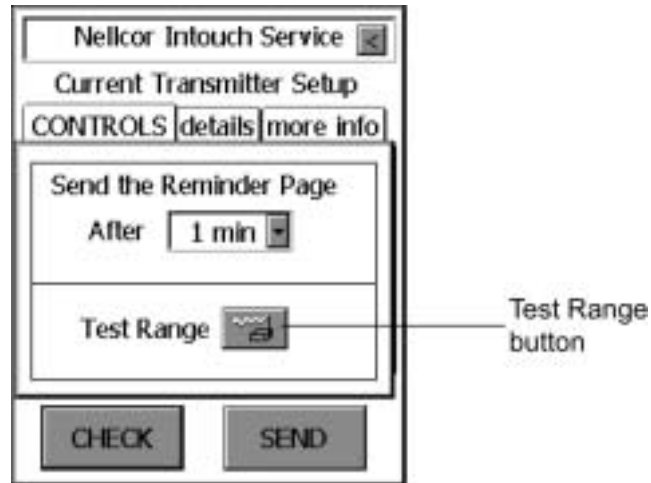 Nellcor Intouch Service <
Current Transmitter Setup
CONTROLS details more info
Send the Reminder Page
After 1 min
Test Range
Test Range
button
CHECK SEND